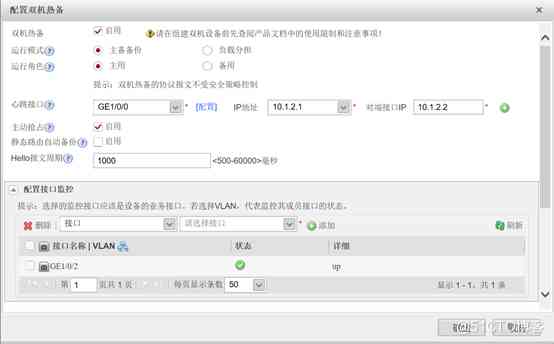 配置双机热备
双机热备 启用 请在组建双机设备前先查阅产品文档中的使用限制和注意事项!
运行模式 主备备份 负载分担
运行角色 主用 备用
提示: 双机热备的协议报文不受安全策略控制
心跳接口 GE1/0/0 * [配置] IP地址 10.1.2.1 * 对端接口IP 10.1.2.2 *
主动抢占 启用
静态路由自动备份 启用
Hello报文周期 1000 <500-60000>毫秒
配置接口监控
提示: 选择的监控接口应该是设备的业务接口。若选择VLAN, 代表监控其成员接口的状态。
删除 接口 请选择接口 * 添加 刷新
接口名称 | VLAN 状态 详细
GE1/0/2 up
第 1 页共 1 页 每页显示条数 50 显示 1 - 1, 共 1 条